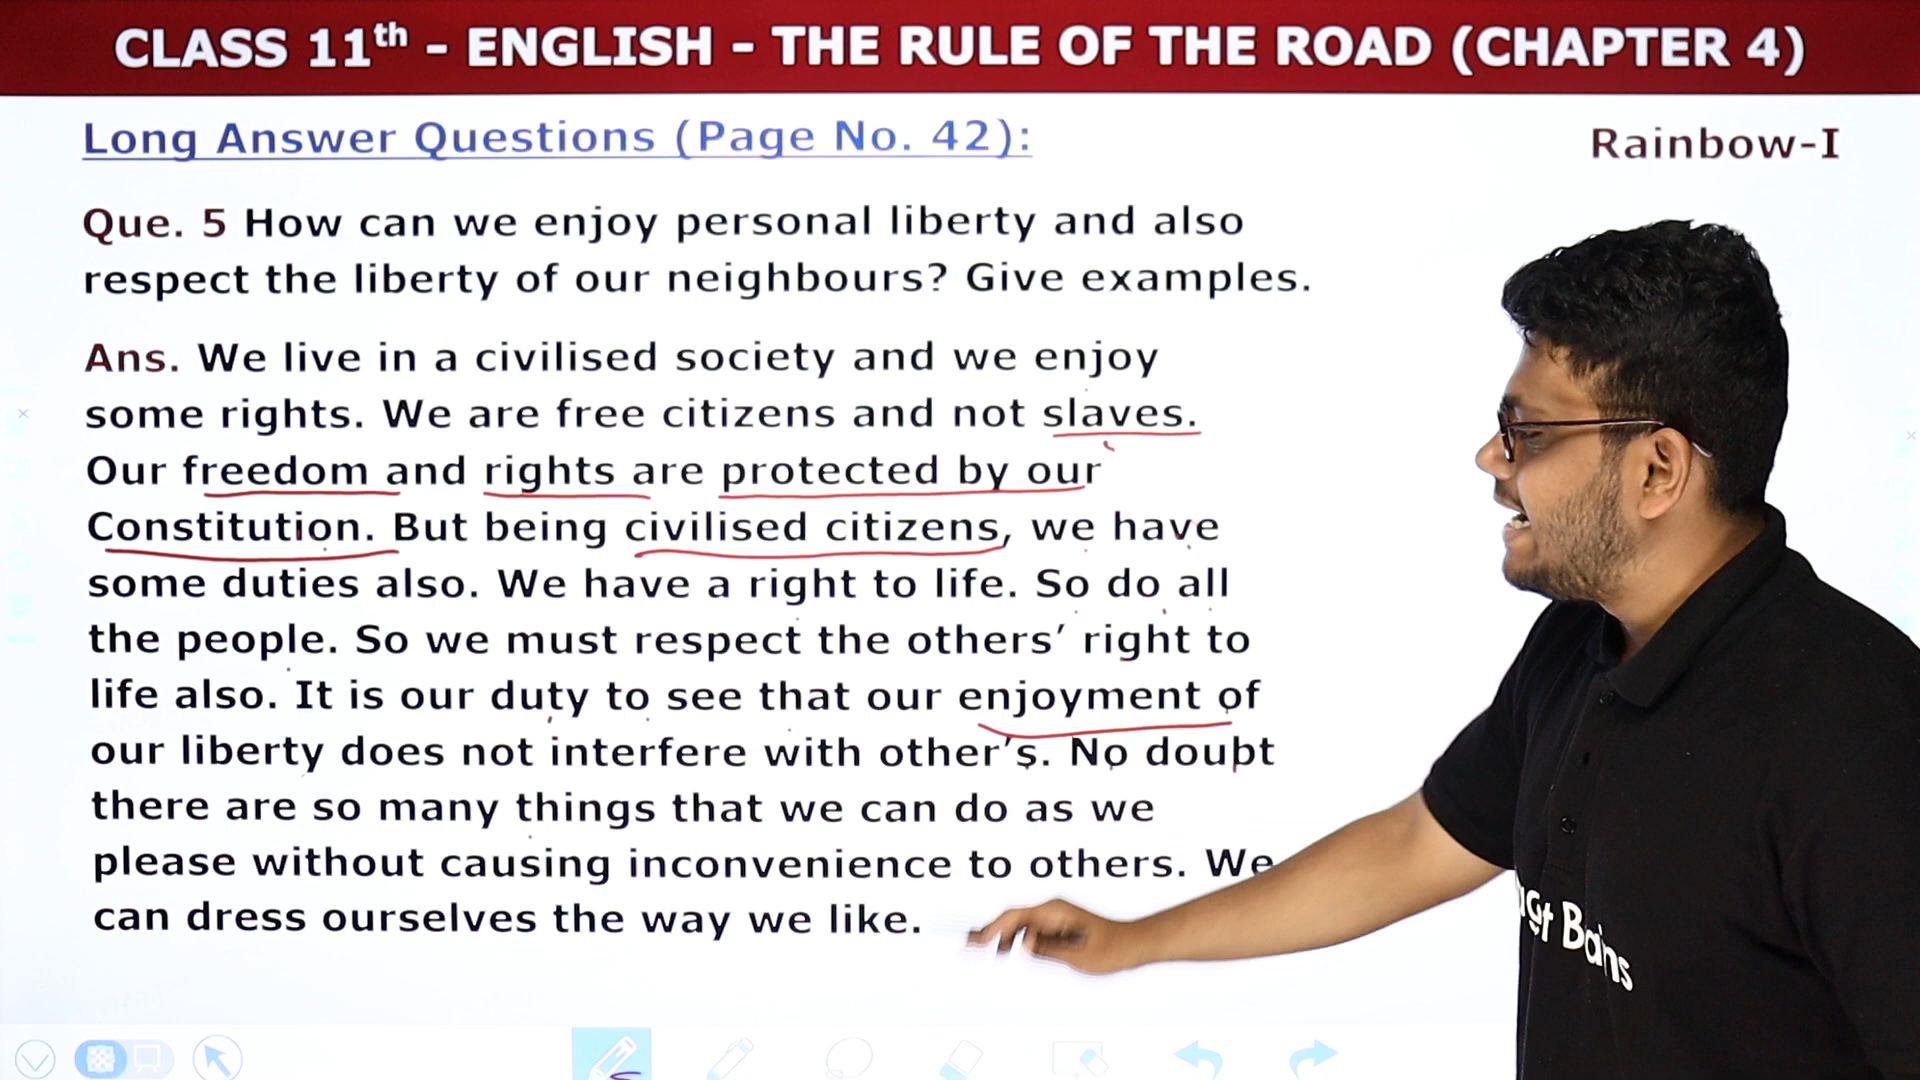 CLASS 11th - ENGLISH - THE RULE OF THE ROAD (CHAPTER 4)
Long Answer Questions (Page No. 42):
Rainbow-I
Que. 5 How can we enjoy personal liberty and also
respect the liberty of our neighbours? Give examples.
Ans. We live in a civilised society and we enjoy
some rights. We are free citizens and not slaves.
Our freedom and rights are protected by our
Constitution. But being civilised citizens, we have
some duties also. We have a right to life. So do all
the people. So we must respect the others’ right to
life also. It is our duty to see that our enjoyment of
our liberty does not interfere with other’s. No doubt
there are so many things that we can do as we
please without causing inconvenience to others. We
can dress ourselves the way we like.